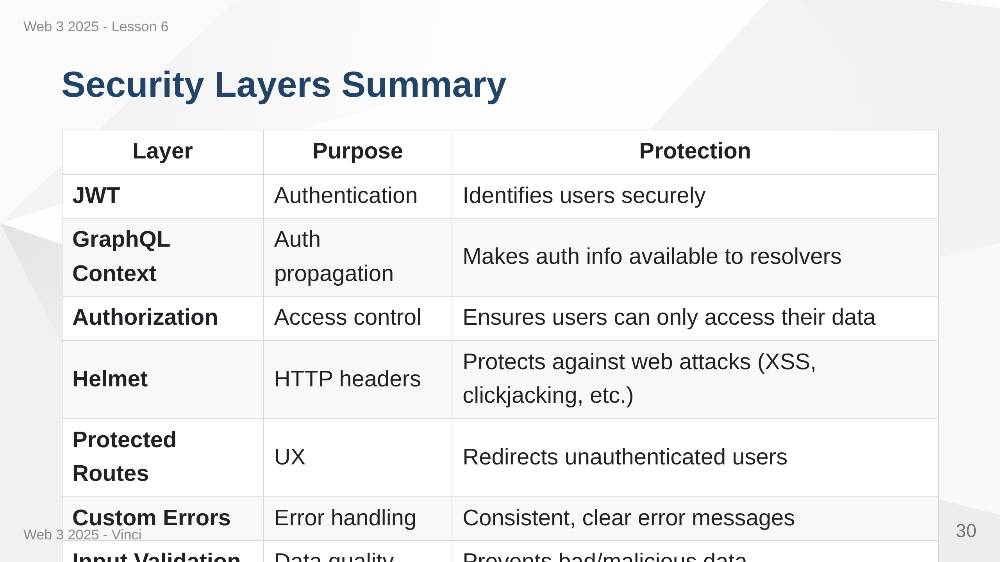 Web 3 2025 - Lesson 6
Security Layers Summary
Layer Purpose Protection
JWT Authentication Identifies users securely
GraphQL
Context
Auth
propagation
Makes auth info available to resolvers
Authorization Access control Ensures users can only access their data
Helmet HTTP headers
Protects against web attacks (XSS,
clickjacking, etc.)
Protected
Routes
UX
Redirects unauthenticated users
Custom Errors Error handling Consistent, clear error messages
Web 3 2025 - Vinci
30
Input Validation Data quality Prevents bad/malicious data